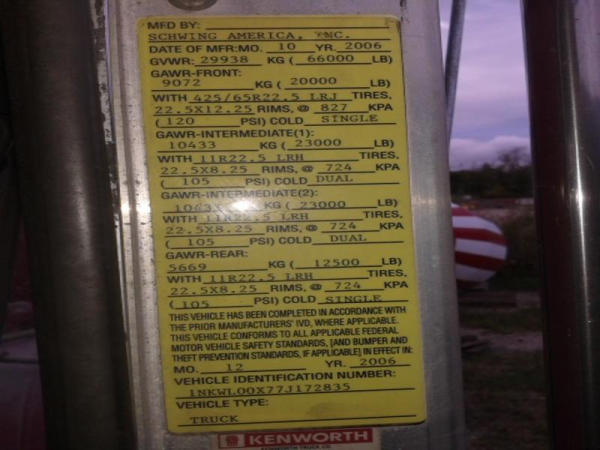 MFD BY:
SCHWING AMERICA, INC.
DATE OF MFR:MO. 10 YR. 2006
GVWR: 29938 KG ( 66000 LB)
GAWR-FRONT:
9072 KG ( 20000 LB)
WITH 425/65R22.5 LRJ TIRES,
22.5X12.25 RIMS, @ 827 KPA
( 120 PSI) COLD SINGLE
GAWR-INTERMEDIATE(1):
10433 KG ( 23000 LB)
WITH 11R22.5 LRH TIRES,
22.5X8.25 RIMS, @ 724 KPA
( 105 PSI) COLD DUAL
GAWR-INTERMEDIATE(2):
10433 KG ( 23000 LB)
WITH 11R22.5 LRH TIRES,
22.5X8.25 RIMS, @ 724 KPA
( 105 PSI) COLD DUAL
GAWR-REAR:
5669 KG ( 12500 LB)
WITH 11R22.5 LRH TIRES,
22.5X8.25 RIMS, @ 724 KPA
( 105 PSI) COLD SINGLE
THIS VEHICLE HAS BEEN COMPLETED IN ACCORDANCE WITH
THE PRIOR MANUFACTURERS' IVD, WHERE APPLICABLE.
THIS VEHICLE CONFORMS TO ALL APPLICABLE FEDERAL
MOTOR VEHICLE SAFETY STANDARDS, [AND BUMPER AND
THEFT PREVENTION STANDARDS, IF APPLICABLE] IN EFFECT IN:
MO. 12 YR. 2006
VEHICLE IDENTIFICATION NUMBER:
1NKWL00X77J172835
VEHICLE TYPE:
TRUCK
KENWORTH